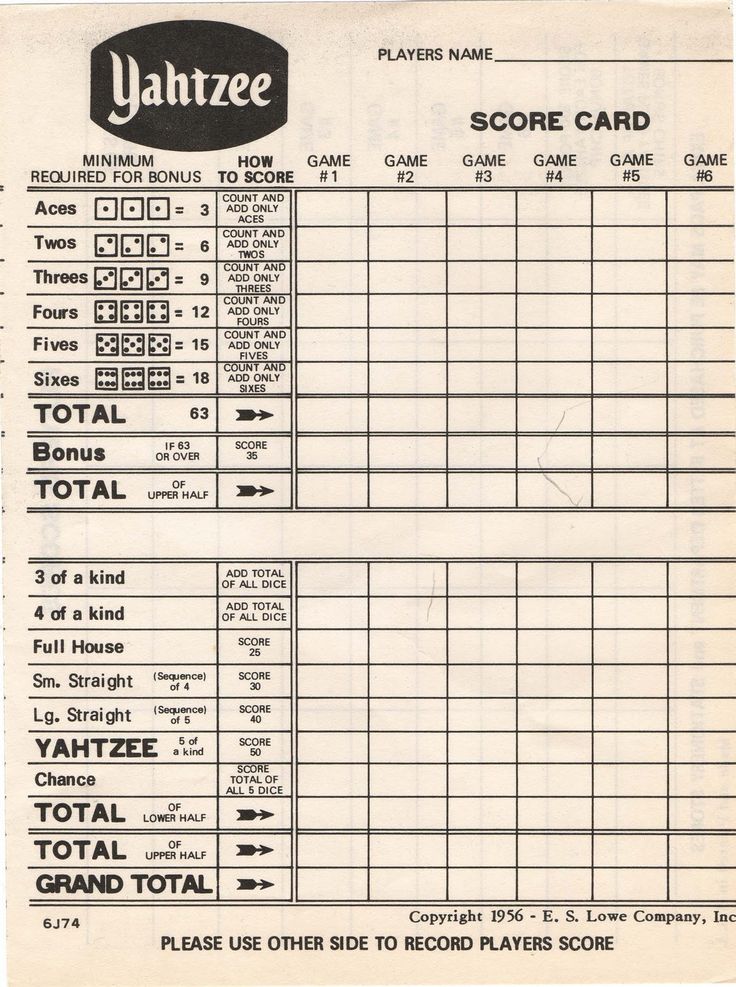 Yahtzee
PLAYERS NAME
SCORE CARD
MINIMUM REQUIRED FOR BONUS
HOW TO SCORE
GAME #1
GAME #2
GAME #3
GAME #4
GAME #5
GAME #6
Aces = 3 COUNT AND ADD ONLY ACES
Twos = 6 COUNT AND ADD ONLY TWOS
Threes = 9 COUNT AND ADD ONLY THREES
Fours = 12 COUNT AND ADD ONLY FOURS
Fives = 15 COUNT AND ADD ONLY FIVES
Sixes = 18 COUNT AND ADD ONLY SIXES
TOTAL 63
Bonus IF 63 OR OVER SCORE 35
TOTAL OF UPPER HALF
3 of a kind ADD TOTAL OF ALL DICE
4 of a kind ADD TOTAL OF ALL DICE
Full House SCORE 25
Sm. Straight (Sequence) of 4 SCORE 30
Lg. Straight (Sequence) of 5 SCORE 40
YAHTZEE 5 of a kind SCORE 50
Chance SCORE TOTAL OF ALL 5 DICE
TOTAL OF LOWER HALF
TOTAL OF UPPER HALF
GRAND TOTAL
6J74
Copyright 1956 - E. S. Lowe Company, Inc
PLEASE USE OTHER SIDE TO RECORD PLAYERS SCORE